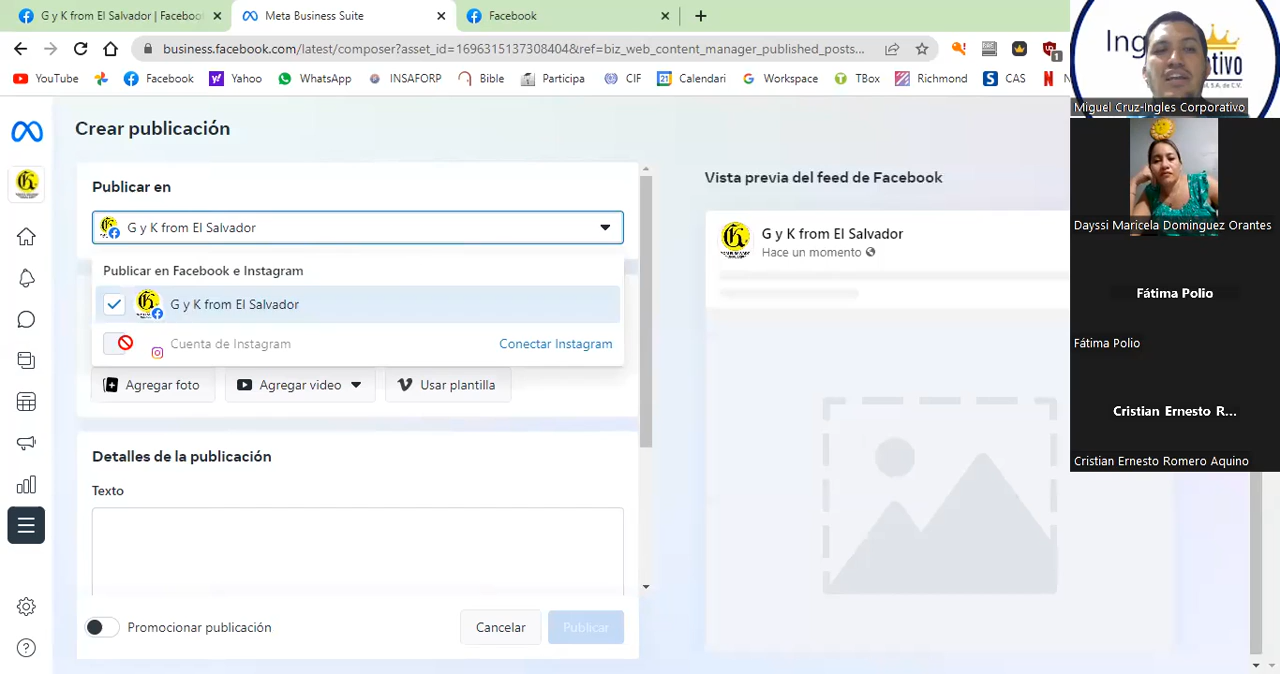 G y K from El Salvador | Facebook
Meta Business Suite
Facebook
business.facebook.com/latest/composer?asset_id=1696315137308404&ref=biz_web_content_manager_published_posts...
1
YouTube
Facebook
Yahoo
WhatsApp
INSAFORP
Bible
Participa
CIF
Calendari
Workspace
TBox
Richmond
CAS
Miguel Cruz-Ingles Corporativo
Dayssi Maricela Dominguez Orantes
Fátima Polio
Fátima Polio
Cristian Ernesto R...
Cristian Ernesto Romero Aquino
Crear publicación
Publicar en
G y K from El Salvador
Publicar en Facebook e Instagram
G y K from El Salvador
Cuenta de Instagram
Conectar Instagram
Agregar foto
Agregar video
Usar plantilla
Detalles de la publicación
Texto
Promocionar publicación
Cancelar
Publicar
Vista previa del feed de Facebook
G y K from El Salvador
Hace un momento